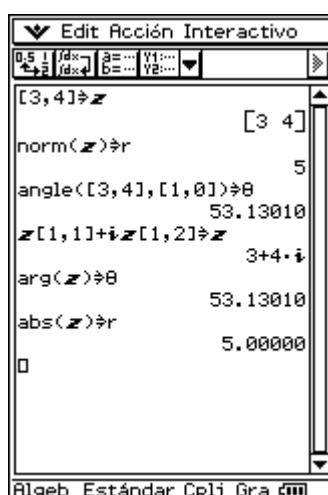 Edit Acción Interactivo
[3,4]⇒z
[3 4]
norm(z)⇒r
5
angle([3,4],[1,0])⇒θ
53.13010
z[1,1]+iz[1,2]⇒z
3+4·i
arg(z)⇒θ
53.13010
abs(z)⇒r
5.00000
Algeb Estándar Cplj Gra